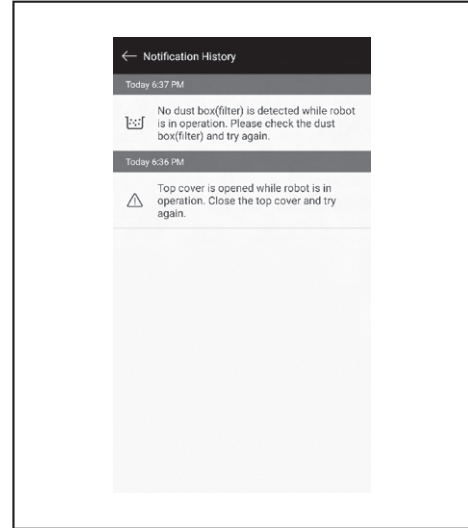 Notification History
Today 6:37 PM
No dust box(filter) is detected while robot
is in operation. Please check the dust
box(filter) and try again.
Today 6:36 PM
Top cover is opened while robot is in
operation. Close the top cover and try
again.